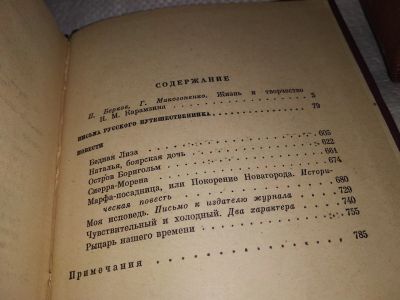 СОДЕРЖАНИЕ
П. Берков, Г. Макогоненко. Жизнь и творчество
Н. М. Карамзина 5
ПИСЬМА РУССКОГО ПУТЕШЕСТВЕННИКА 79
ПОВЕСТИ
Бедная Лиза 605
Наталья, боярская дочь 622
Остров Борнгольм 661
Сиерра-Морена 674
Марфа-посадница, или Покорение Новагорода. Истори-
ческая повесть 680
Моя исповедь. Письмо к издателю журнала 729
Чувствительный и холодный. Два характера 740
Рыцарь нашего времени 755
Примечания 785